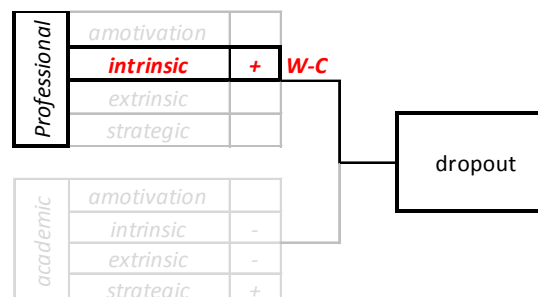 Professional
amotivation
intrinsic + W-C
extrinsic
strategic
dropout
academic
amotivation
intrinsic -
extrinsic -
strategic +